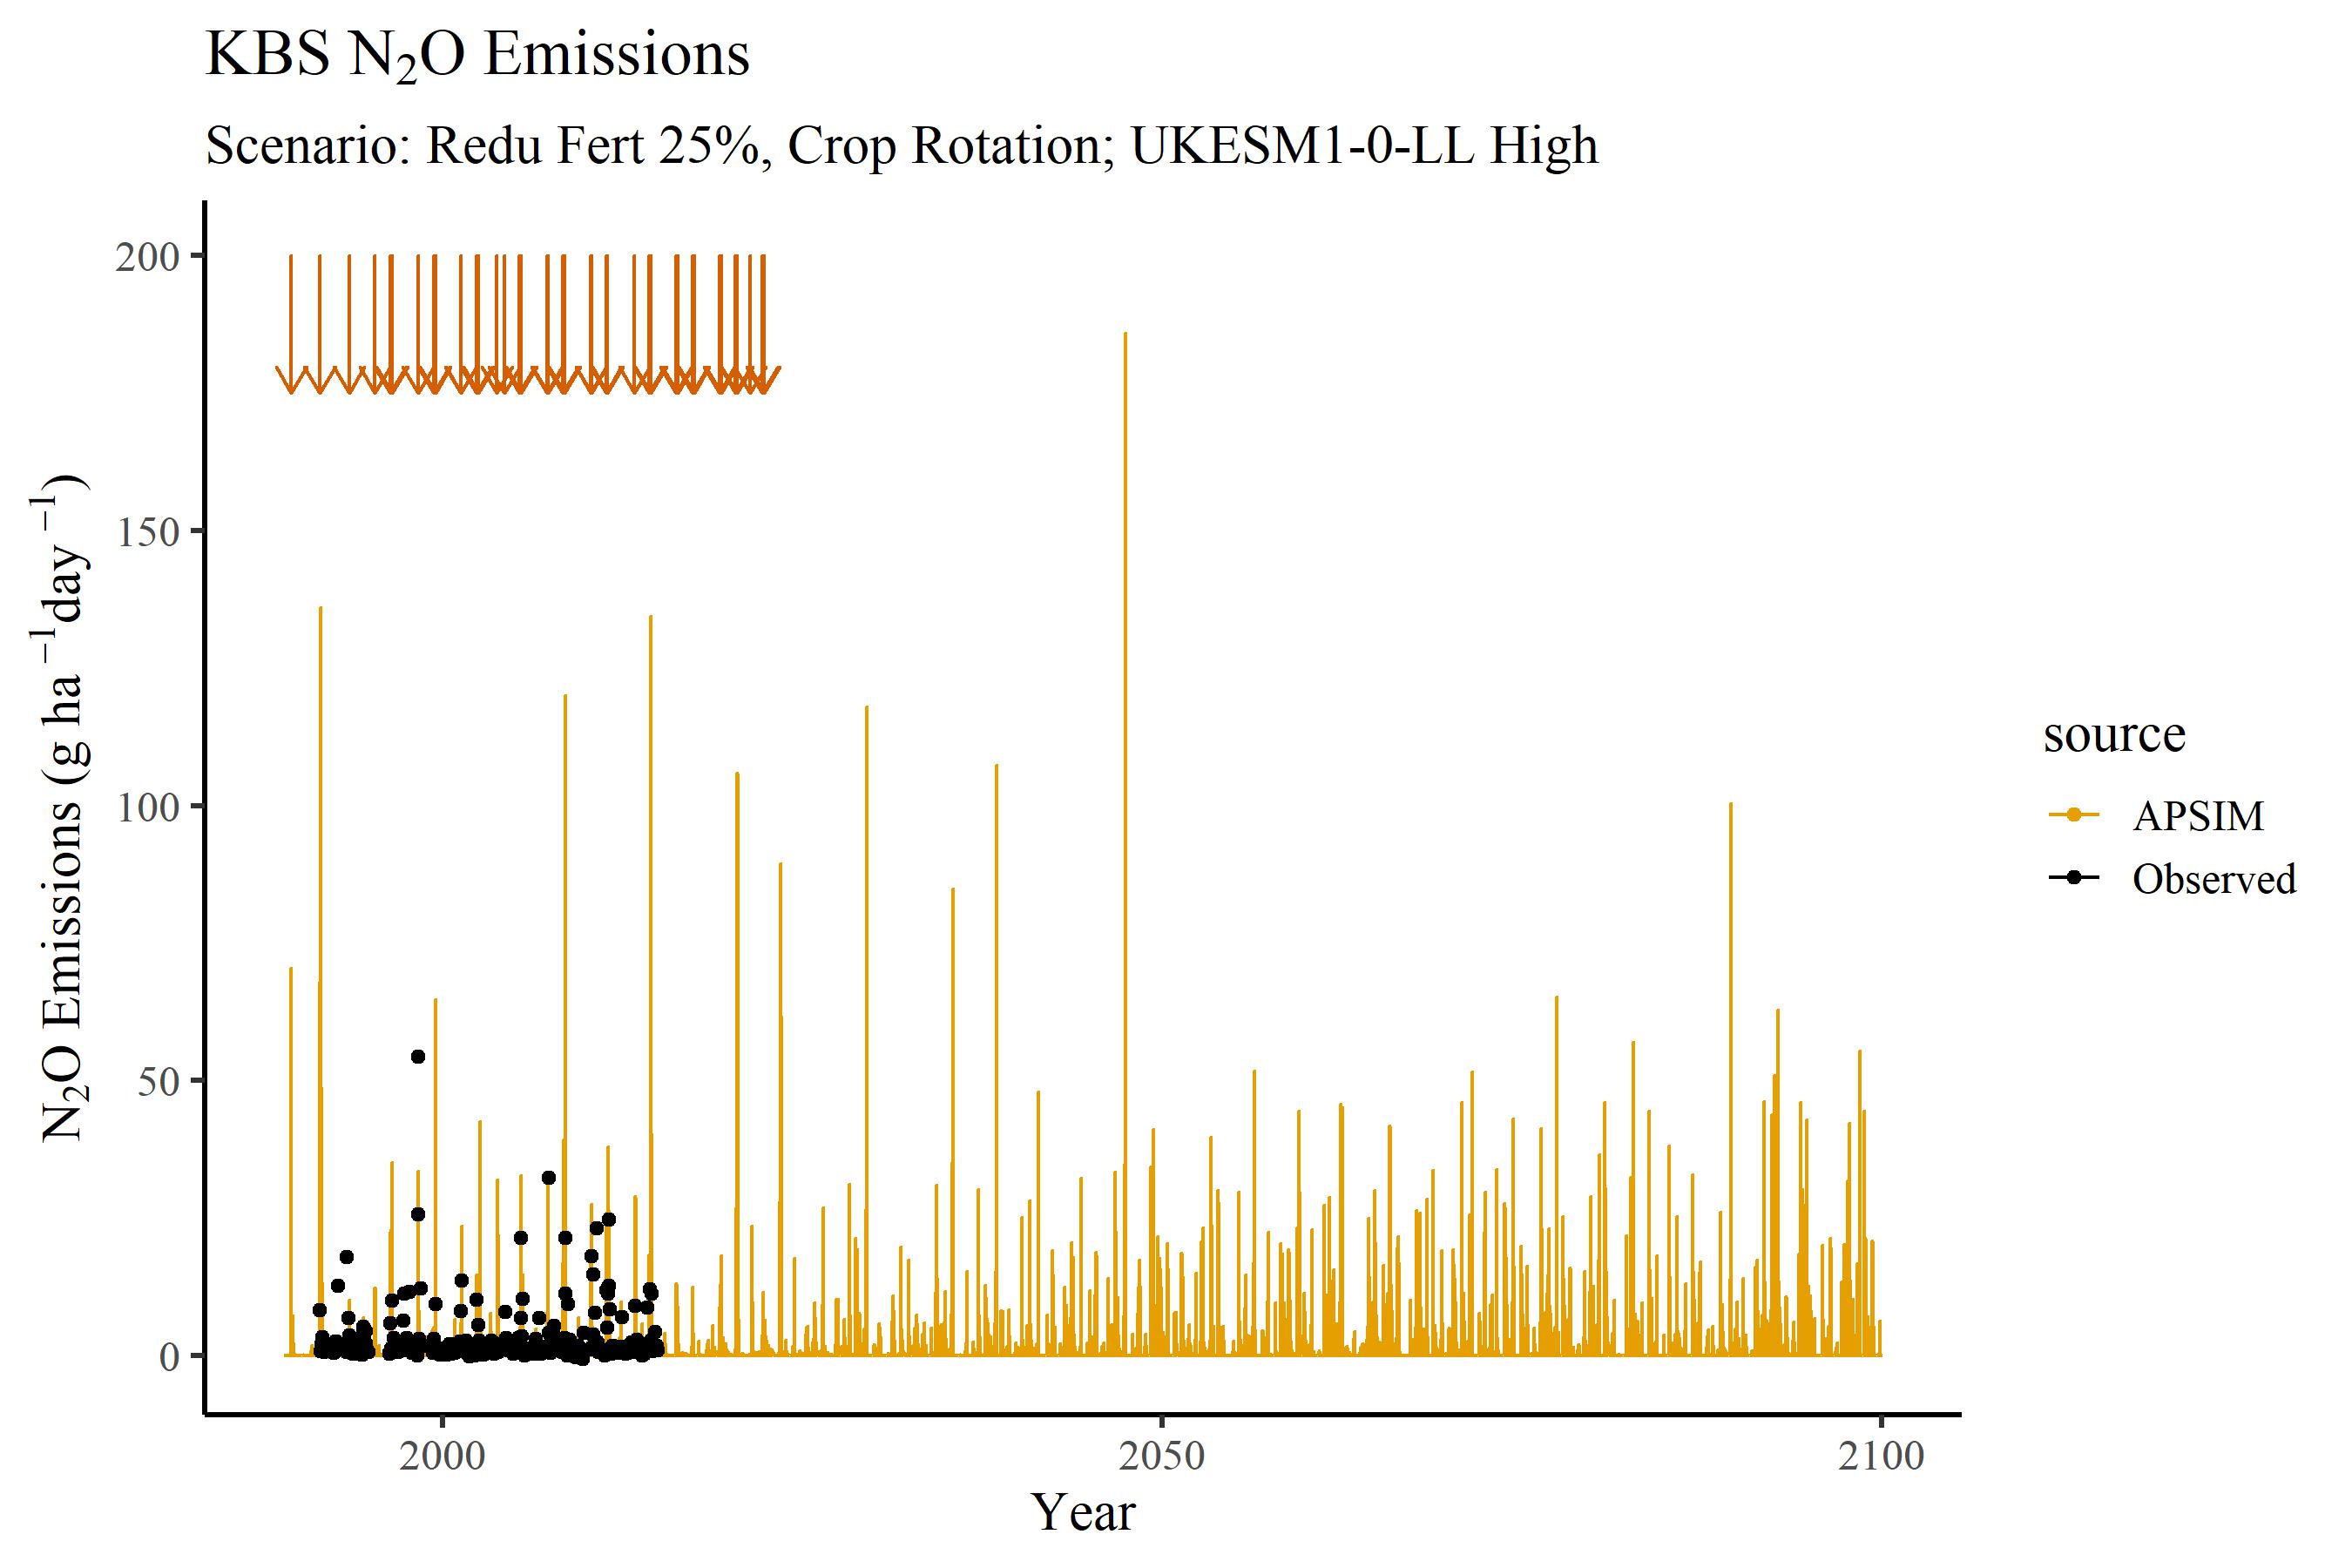 KBS N₂O Emissions
Scenario: Redu Fert 25%, Crop Rotation; UKESM1-0-LL High
N₂O Emissions (g ha⁻¹day⁻¹)
200
150
100
50
0
2000
2050
2100
Year
source
APSIM
Observed